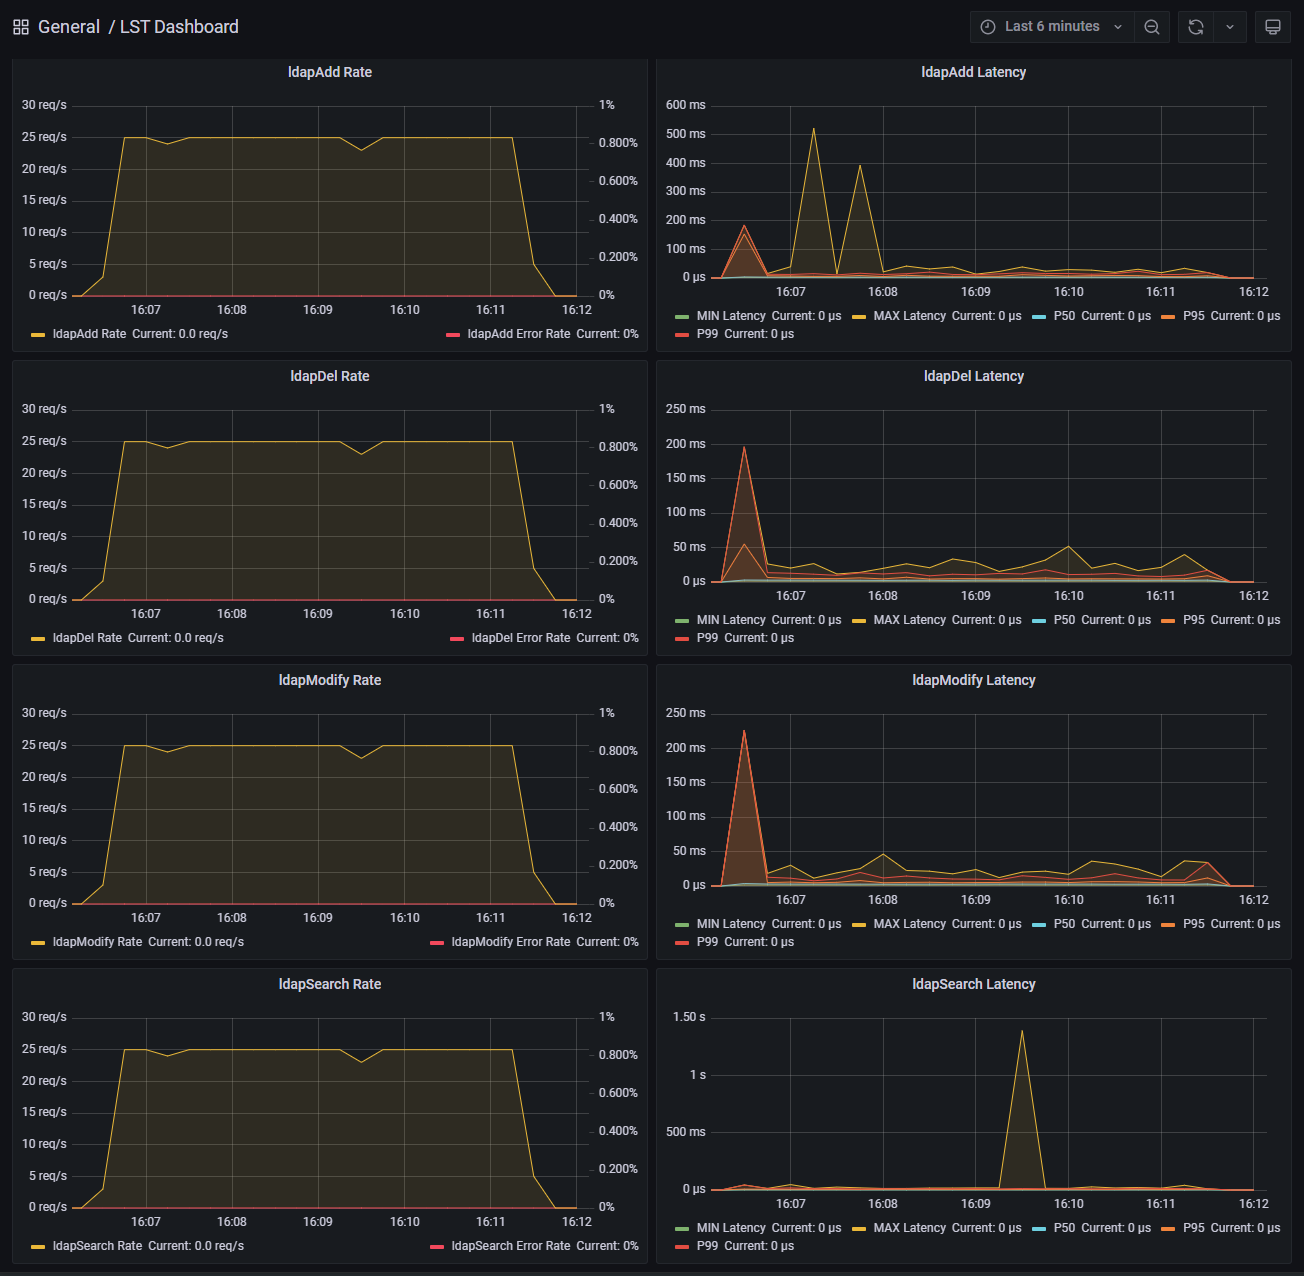 General / LST Dashboard
Last 6 minutes
ldapAdd Rate
30 req/s
25 req/s
20 req/s
15 req/s
10 req/s
5 req/s
0 req/s
1%
0.800%
0.600%
0.400%
0.200%
0%
16:07 16:08 16:09 16:10 16:11 16:12
ldapAdd Rate Current: 0.0 req/s ldapAdd Error Rate Current: 0%
ldapAdd Latency
600 ms
500 ms
400 ms
300 ms
200 ms
100 ms
0 µs
16:07 16:08 16:09 16:10 16:11 16:12
MIN Latency Current: 0 µs MAX Latency Current: 0 µs P50 Current: 0 µs P95 Current: 0 µs
P99 Current: 0 µs
ldapDel Rate
30 req/s
25 req/s
20 req/s
15 req/s
10 req/s
5 req/s
0 req/s
1%
0.800%
0.600%
0.400%
0.200%
0%
16:07 16:08 16:09 16:10 16:11 16:12
ldapDel Rate Current: 0.0 req/s ldapDel Error Rate Current: 0%
ldapDel Latency
250 ms
200 ms
150 ms
100 ms
50 ms
0 µs
16:07 16:08 16:09 16:10 16:11 16:12
MIN Latency Current: 0 µs MAX Latency Current: 0 µs P50 Current: 0 µs P95 Current: 0 µs
P99 Current: 0 µs
ldapModify Rate
30 req/s
25 req/s
20 req/s
15 req/s
10 req/s
5 req/s
0 req/s
1%
0.800%
0.600%
0.400%
0.200%
0%
16:07 16:08 16:09 16:10 16:11 16:12
ldapModify Rate Current: 0.0 req/s ldapModify Error Rate Current: 0%
ldapModify Latency
250 ms
200 ms
150 ms
100 ms
50 ms
0 µs
16:07 16:08 16:09 16:10 16:11 16:12
MIN Latency Current: 0 µs MAX Latency Current: 0 µs P50 Current: 0 µs P95 Current: 0 µs
P99 Current: 0 µs
ldapSearch Rate
30 req/s
25 req/s
20 req/s
15 req/s
10 req/s
5 req/s
0 req/s
1%
0.800%
0.600%
0.400%
0.200%
0%
16:07 16:08 16:09 16:10 16:11 16:12
ldapSearch Rate Current: 0.0 req/s ldapSearch Error Rate Current: 0%
ldapSearch Latency
1.50 s
1 s
500 ms
0 µs
16:07 16:08 16:09 16:10 16:11 16:12
MIN Latency Current: 0 µs MAX Latency Current: 0 µs P50 Current: 0 µs P95 Current: 0 µs
P99 Current: 0 µs